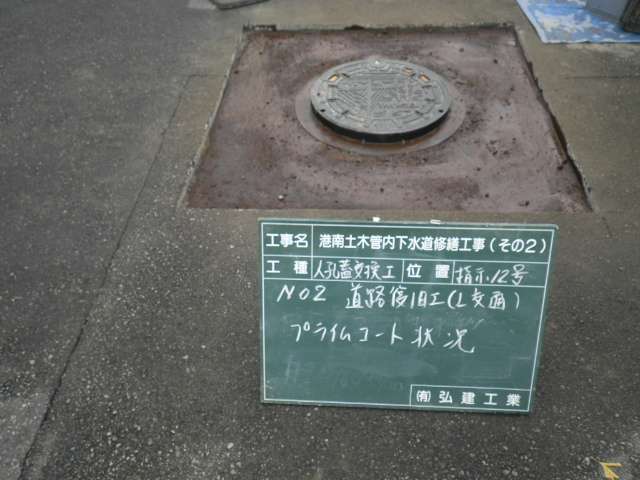 工事名 港南土木管内下水道修繕工事(その2)
工種 人孔蓋交換工 位置 指示.12号
NO2 道路復旧工(L交通)
プライムコート状況
(有)弘建工業